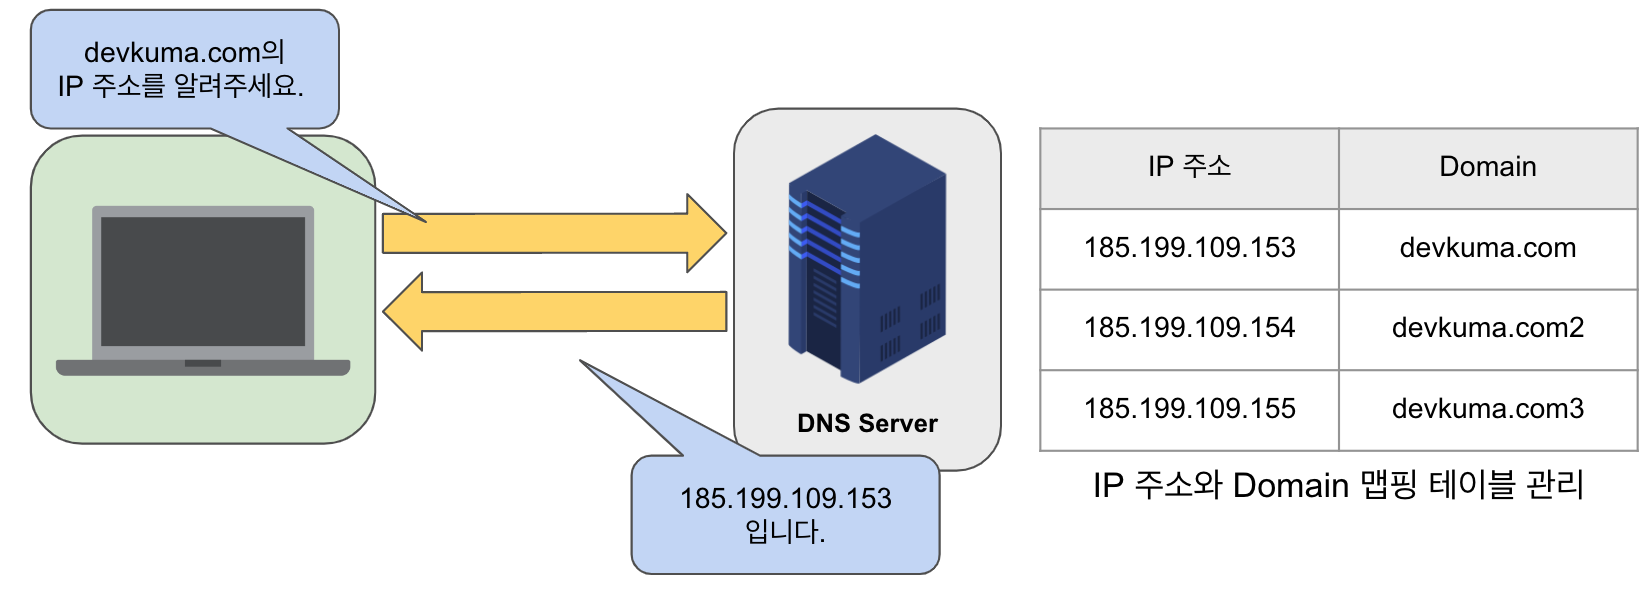 devkuma.com의
IP 주소를 알려주세요.
DNS Server
185.199.109.153
입니다.
IP 주소 Domain
185.199.109.153 devkuma.com
185.199.109.154 devkuma.com2
185.199.109.155 devkuma.com3
IP 주소와 Domain 맵핑 테이블 관리